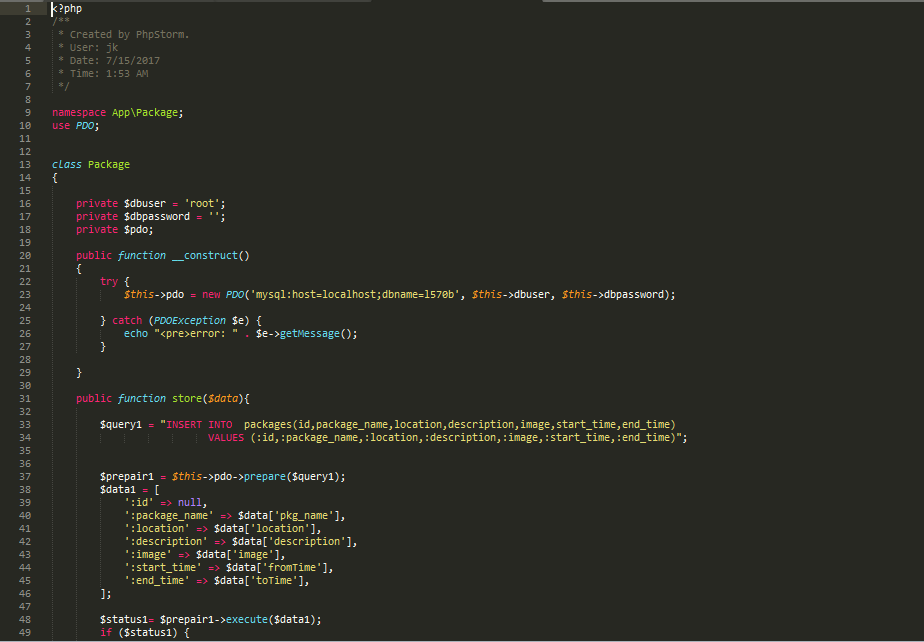 1 <?php
2 /**
3 * Created by PhpStorm.
4 * User: jk
5 * Date: 7/15/2017
6 * Time: 1:53 AM
7 */
8
9 namespace App\Package;
10 use PDO;
11
12
13 class Package
14 {
15
16 private $dbuser = 'root';
17 private $dbpassword = '';
18 private $pdo;
19
20 public function __construct()
21 {
22 try {
23 $this->pdo = new PDO('mysql:host=localhost;dbname=l570b', $this->dbuser, $this->dbpassword);
24
25 } catch (PDOException $e) {
26 echo "<pre>error: " . $e->getMessage();
27 }
28
29 }
30
31 public function store($data){
32
33 $query1 = "INSERT INTO  packages(id,package_name,location,description,image,start_time,end_time)
34 VALUES (:id,:package_name,:location,:description,:image,:start_time,:end_time)";
35
36
37 $prepair1 = $this->pdo->prepare($query1);
38 $data1 = [
39 ':id' => null,
40 ':package_name' => $data['pkg_name'],
41 ':location' => $data['location'],
42 ':description' => $data['description'],
43 ':image' => $data['image'],
44 ':start_time' => $data['fromTime'],
45 ':end_time' => $data['toTime'],
46 ];
47
48 $status1= $prepair1->execute($data1);
49 if ($status1) {